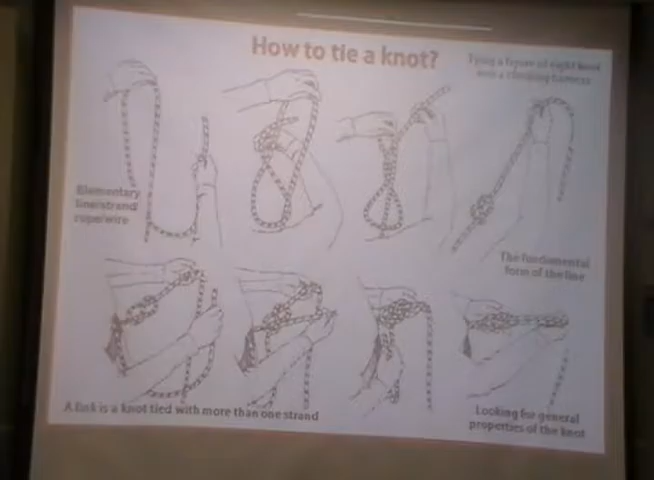 How to tie a knot?
Tying a figure of eight knot
onto a climbing harness
Elementary
line/strand/
rope/wire
The fundamental
form of the line
A link is a knot tied with more than one strand
Looking for general
properties of the knot